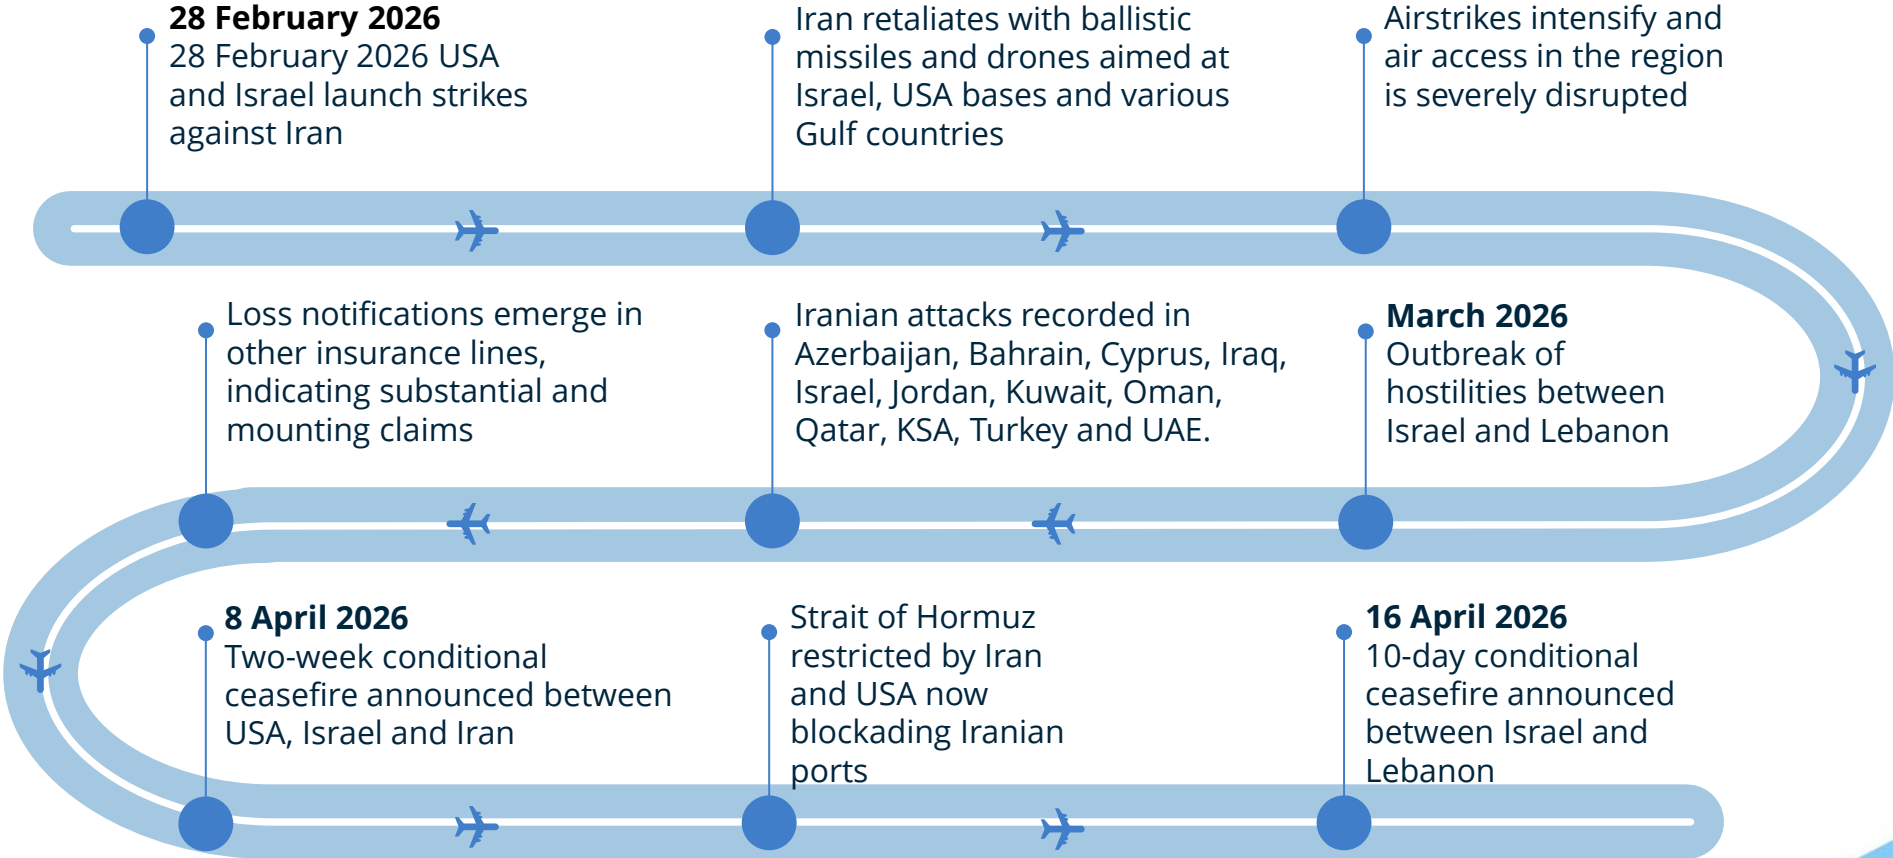 28 February 2026
28 February 2026 USA
and Israel launch strikes
against Iran
Iran retaliates with ballistic
missiles and drones aimed at
Israel, USA bases and various
Gulf countries
Airstrikes intensify and
air access in the region
is severely disrupted
March 2026
Outbreak of
hostilities between
Israel and Lebanon
Iranian attacks recorded in
Azerbaijan, Bahrain, Cyprus, Iraq,
Israel, Jordan, Kuwait, Oman,
Qatar, KSA, Turkey and UAE.
Loss notifications emerge in
other insurance lines,
indicating substantial and
mounting claims
8 April 2026
Two-week conditional
ceasefire announced between
USA, Israel and Iran
Strait of Hormuz
restricted by Iran
and USA now
blockading Iranian
ports
16 April 2026
10-day conditional
ceasefire announced
between Israel and
Lebanon